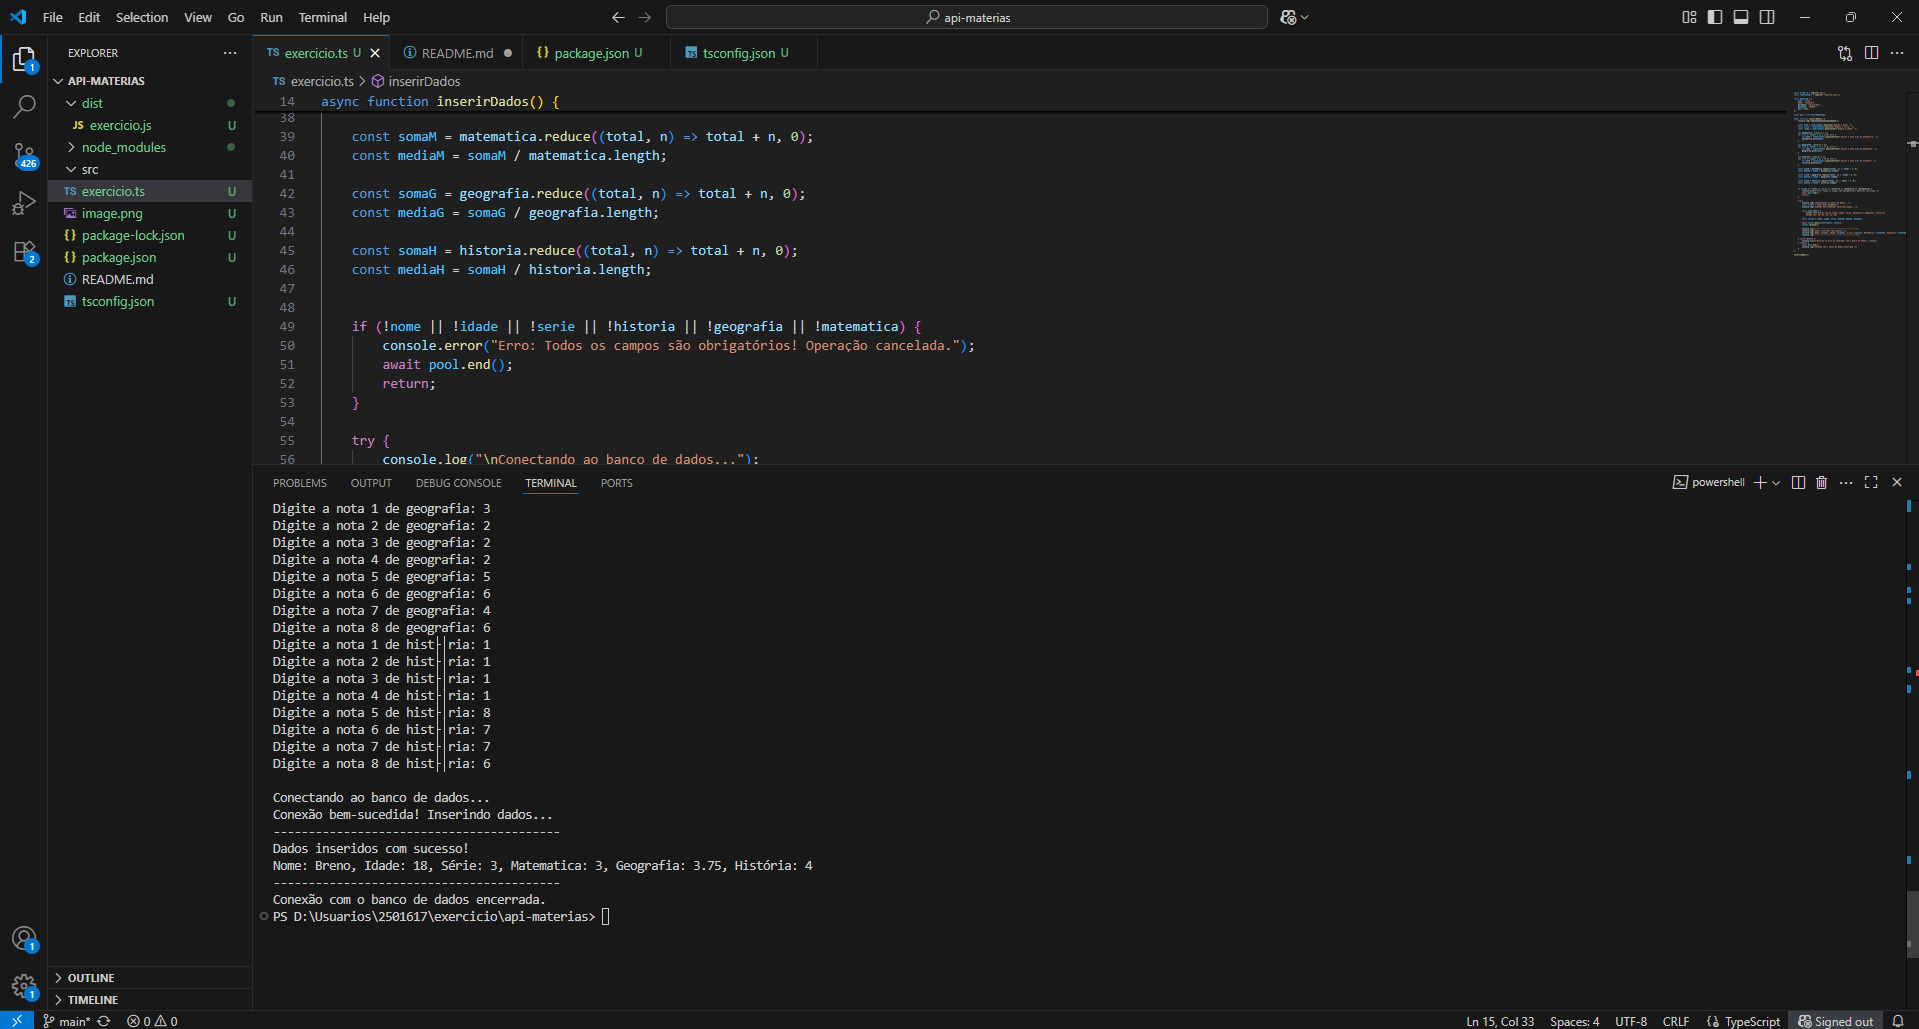 File Edit Selection View Go Run Terminal Help
api-materias
EXPLORER
API-MATERIAS
dist
JS exercicio.js U
node_modules
src
TS exercicio.ts U
image.png U
{} package-lock.json U
{} package.json U
README.md
TS tsconfig.json U
OUTLINE
TIMELINE
1
426
2
1
1
TS exercicio.ts U
README.md
{} package.json U
TS tsconfig.json U
TS exercicio.ts > inserirDados
14 async function inserirDados() {
38
39 const somaM = matematica.reduce((total, n) => total + n, 0);
40 const mediaM = somaM / matematica.length;
41
42 const somaG = geografia.reduce((total, n) => total + n, 0);
43 const mediaG = somaG / geografia.length;
44
45 const somaH = historia.reduce((total, n) => total + n, 0);
46 const mediaH = somaH / historia.length;
47
48
49 if (!nome || !idade || !serie || !historia || !geografia || !matematica) {
50 console.error("Erro: Todos os campos são obrigatórios! Operação cancelada.");
51 await pool.end();
52 return;
53 }
54
55 try {
56 console.log("\nConectando ao banco de dados...");
PROBLEMS OUTPUT DEBUG CONSOLE TERMINAL PORTS
powershell
Digite a nota 1 de geografia: 3
Digite a nota 2 de geografia: 2
Digite a nota 3 de geografia: 2
Digite a nota 4 de geografia: 2
Digite a nota 5 de geografia: 5
Digite a nota 6 de geografia: 6
Digite a nota 7 de geografia: 4
Digite a nota 8 de geografia: 6
Digite a nota 1 de hist├│ria: 1
Digite a nota 2 de hist├│ria: 1
Digite a nota 3 de hist├│ria: 1
Digite a nota 4 de hist├│ria: 1
Digite a nota 5 de hist├│ria: 8
Digite a nota 6 de hist├│ria: 7
Digite a nota 7 de hist├│ria: 7
Digite a nota 8 de hist├│ria: 6
Conectando ao banco de dados...
Conexão bem-sucedida! Inserindo dados...
-----------------------------------------
Dados inseridos com sucesso!
Nome: Breno, Idade: 18, Série: 3, Matematica: 3, Geografia: 3.75, História: 4
-----------------------------------------
Conexão com o banco de dados encerrada.
PS D:\Usuarios\2501617\exercicio\api-materias>
main* 0 0
Ln 15, Col 33 Spaces: 4 UTF-8 CRLF {} TypeScript Signed out